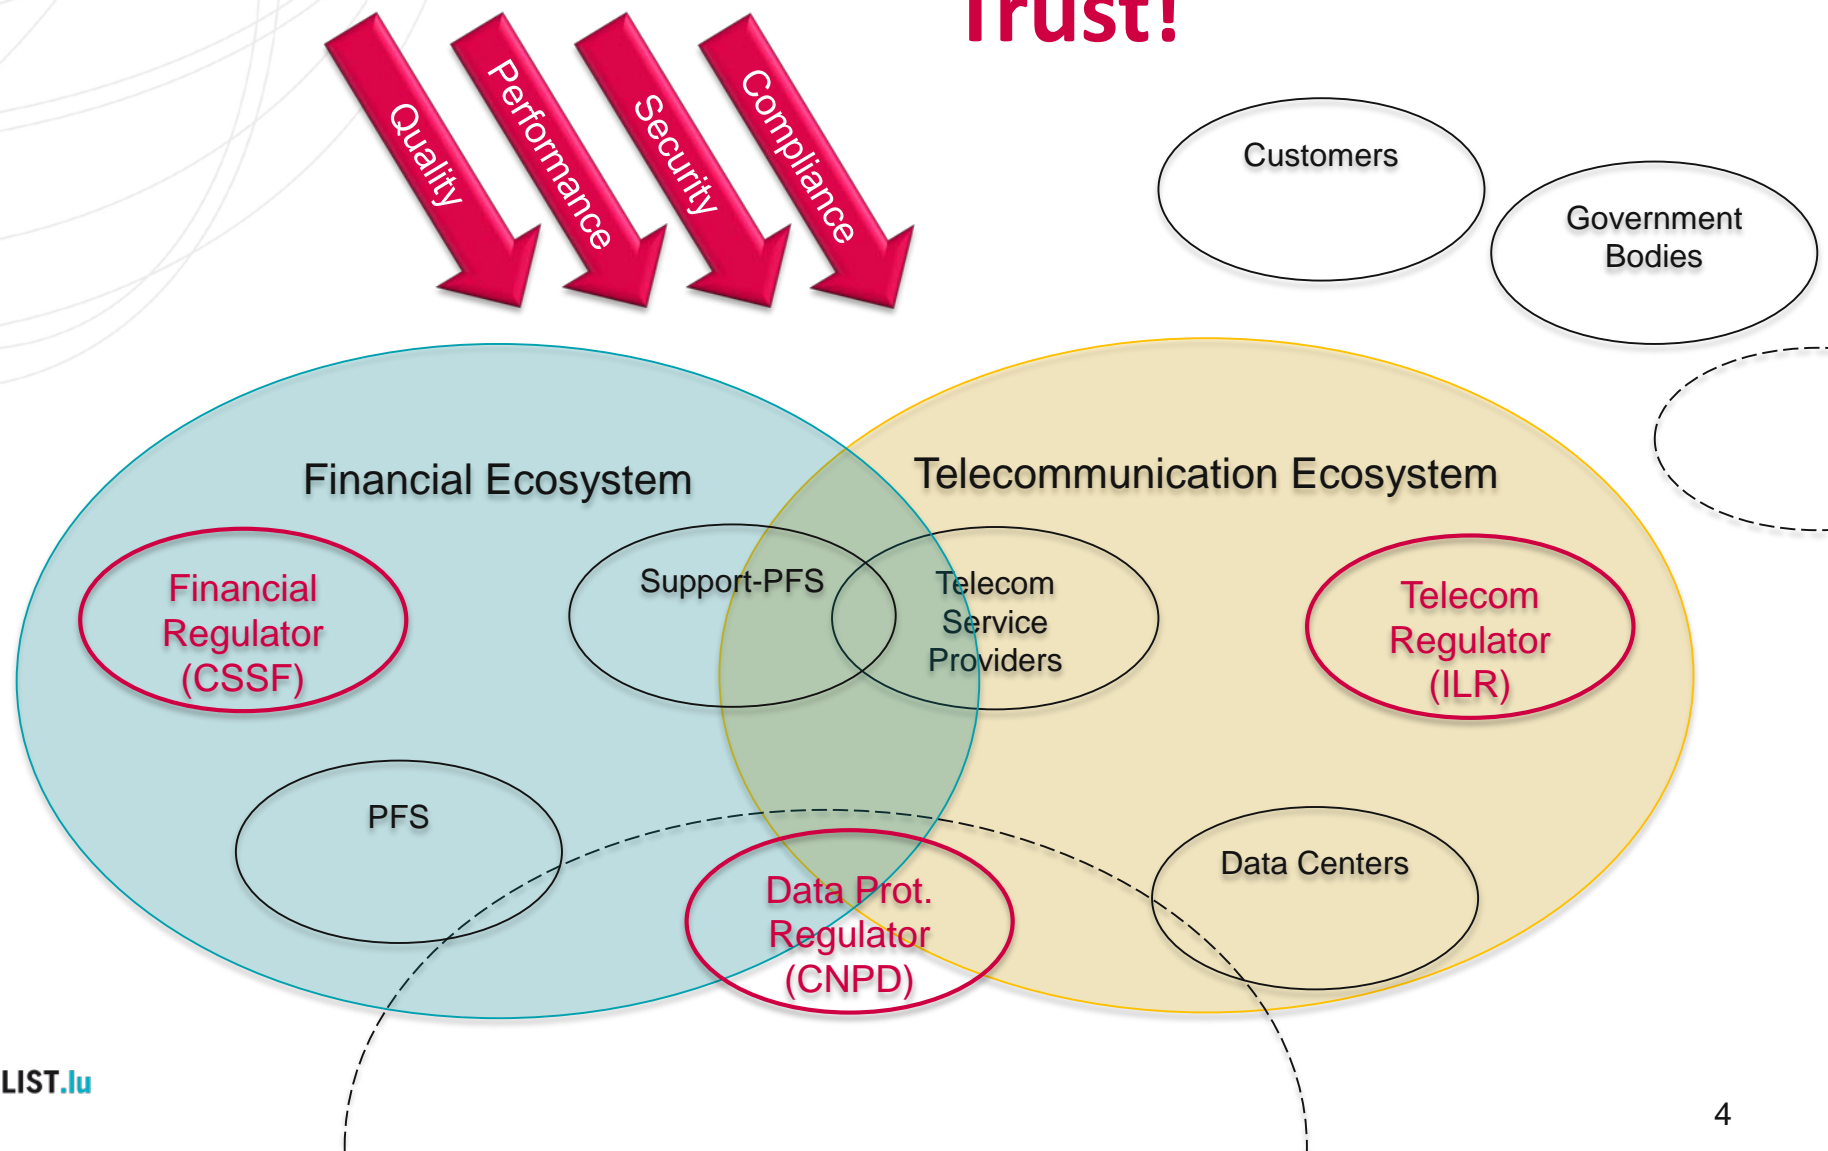 Trust!
Quality
Performance
Security
Compliance
Customers
Government
Bodies
Financial Ecosystem
Telecommunication Ecosystem
Financial
Regulator
(CSSF)
Support-PFS
Telecom
Service
Providers
Telecom
Regulator
(ILR)
PFS
Data Prot.
Regulator
(CNPD)
Data Centers
LIST.lu
4